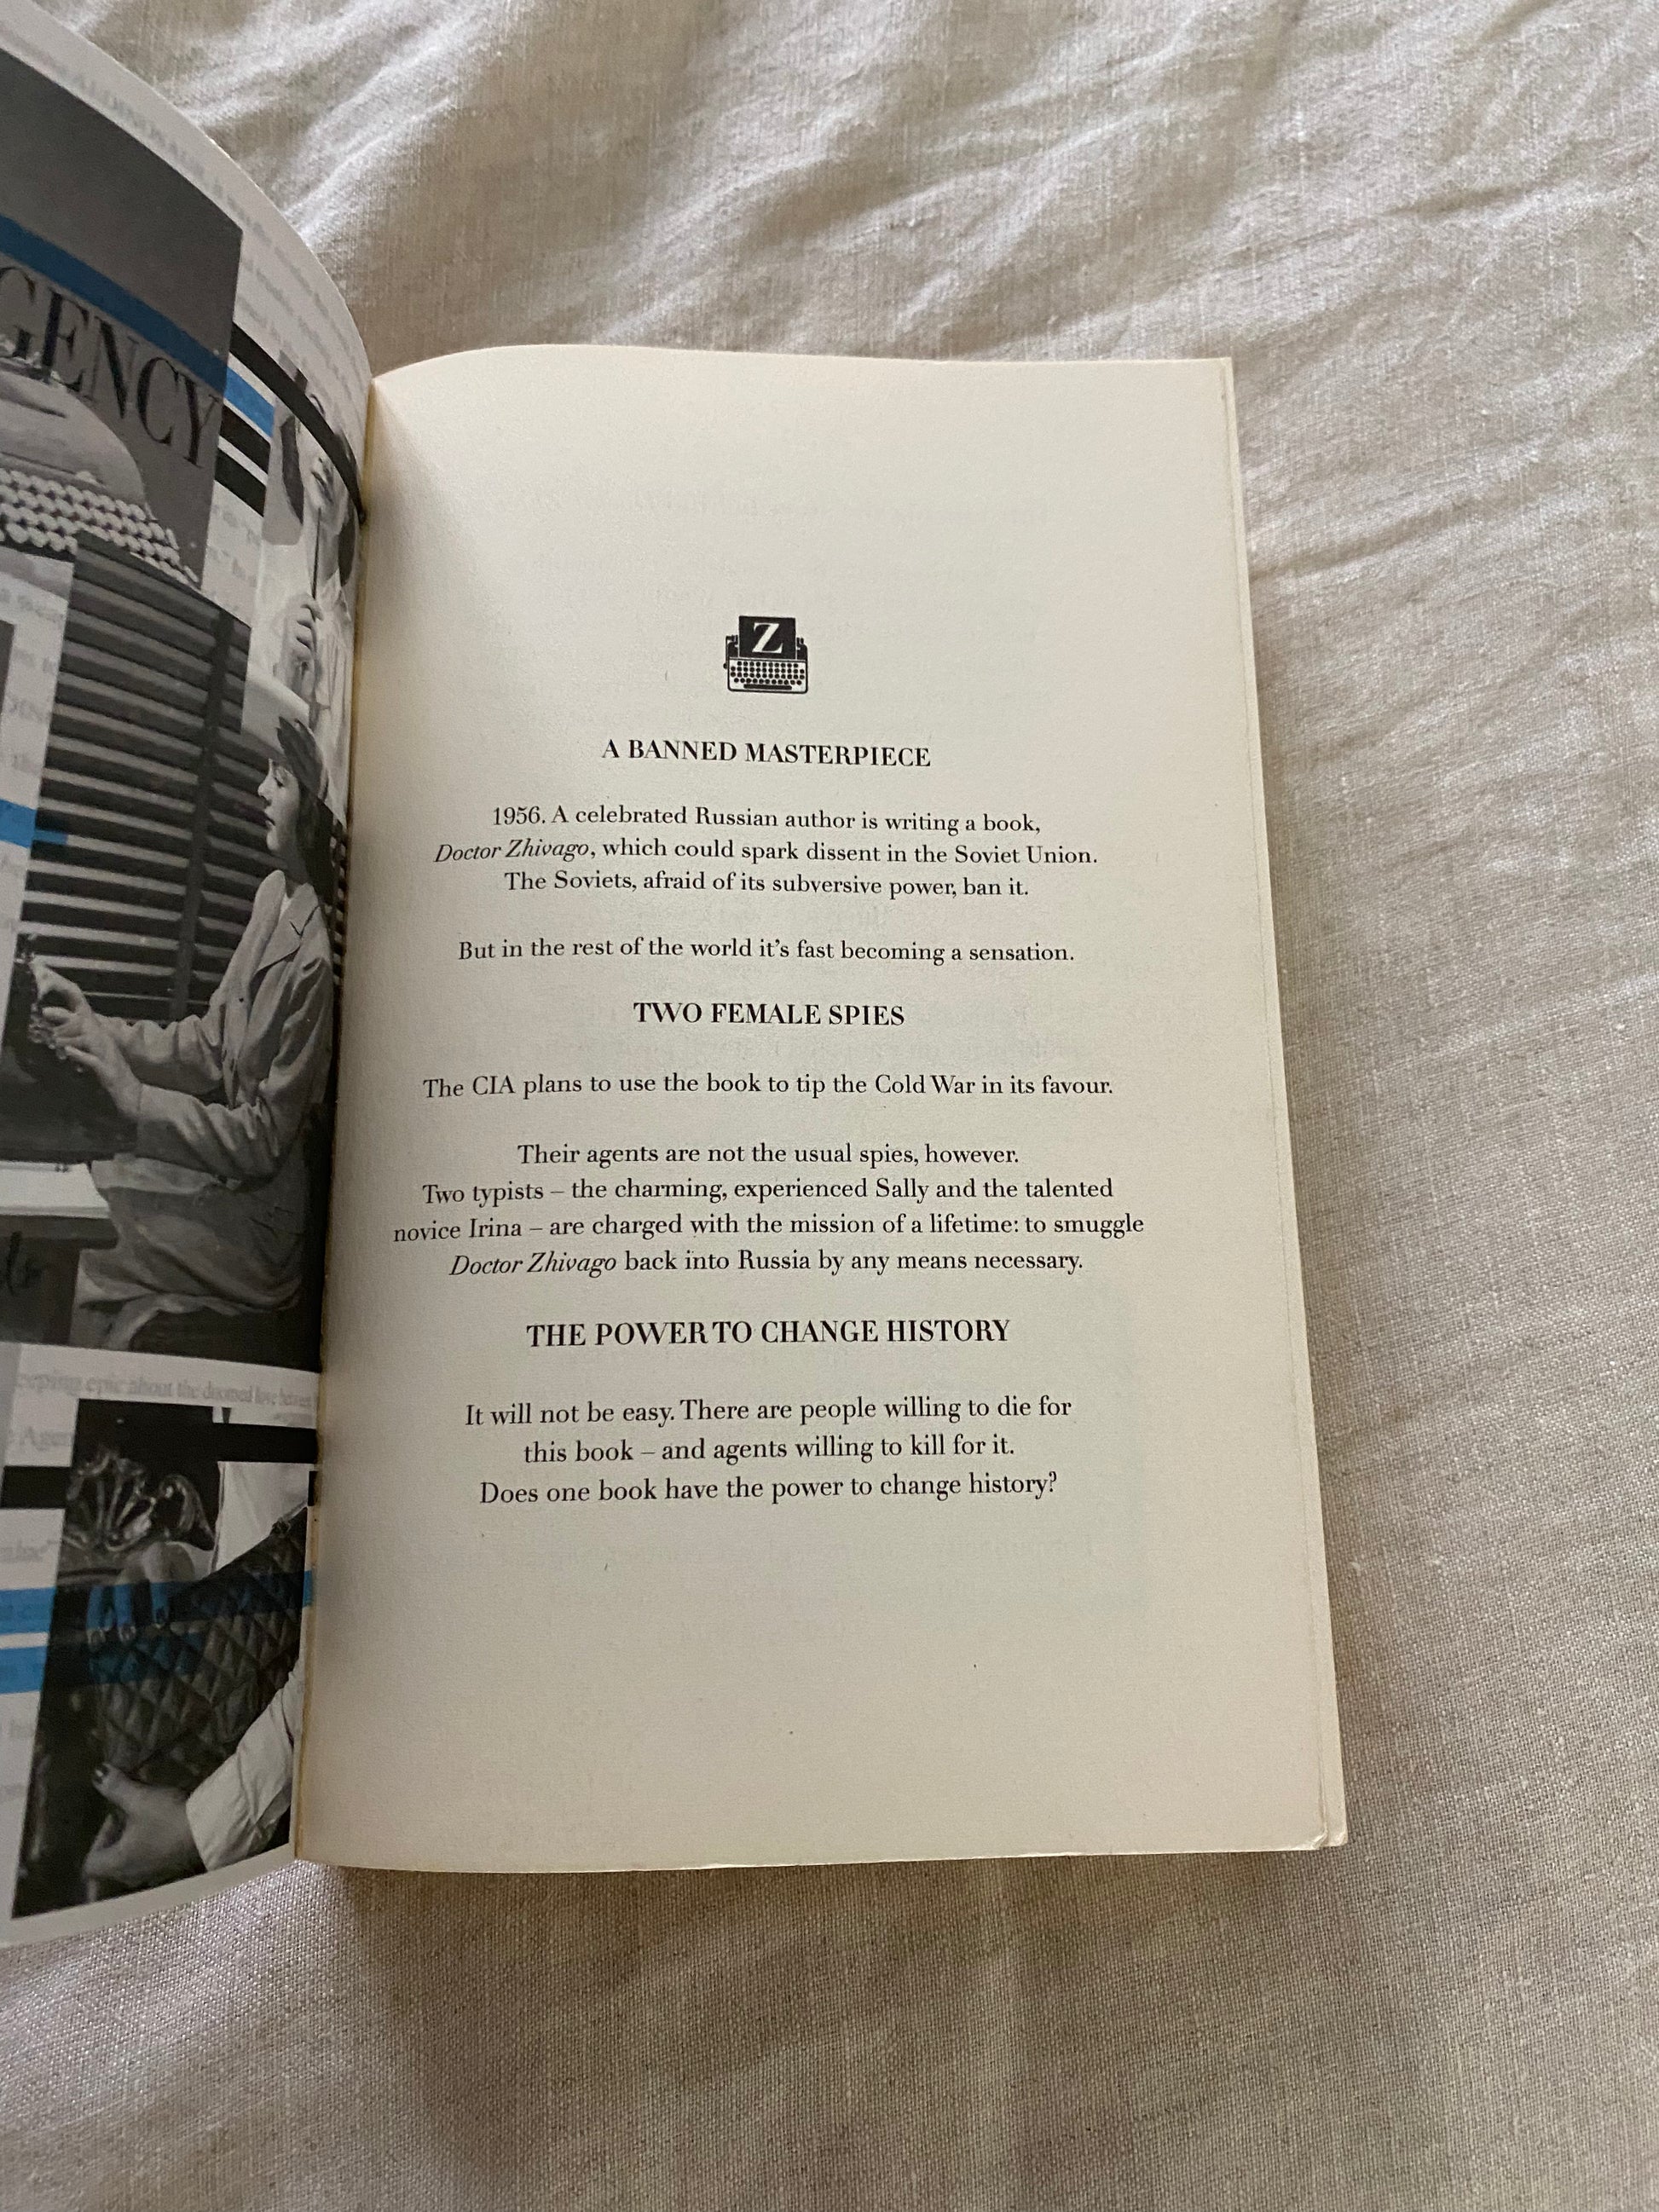 GENCY
eeping epic about the doomed love
Z
A BANNED MASTERPIECE
1956. A celebrated Russian author is writing a book,
Doctor Zhivago, which could spark dissent in the Soviet Union.
The Soviets, afraid of its subversive power, ban it.
But in the rest of the world it’s fast becoming a sensation.
TWO FEMALE SPIES
The CIA plans to use the book to tip the Cold War in its favour.
Their agents are not the usual spies, however.
Two typists – the charming, experienced Sally and the talented
novice Irina – are charged with the mission of a lifetime: to smuggle
Doctor Zhivago back into Russia by any means necessary.
THE POWER TO CHANGE HISTORY
It will not be easy. There are people willing to die for
this book – and agents willing to kill for it.
Does one book have the power to change history?